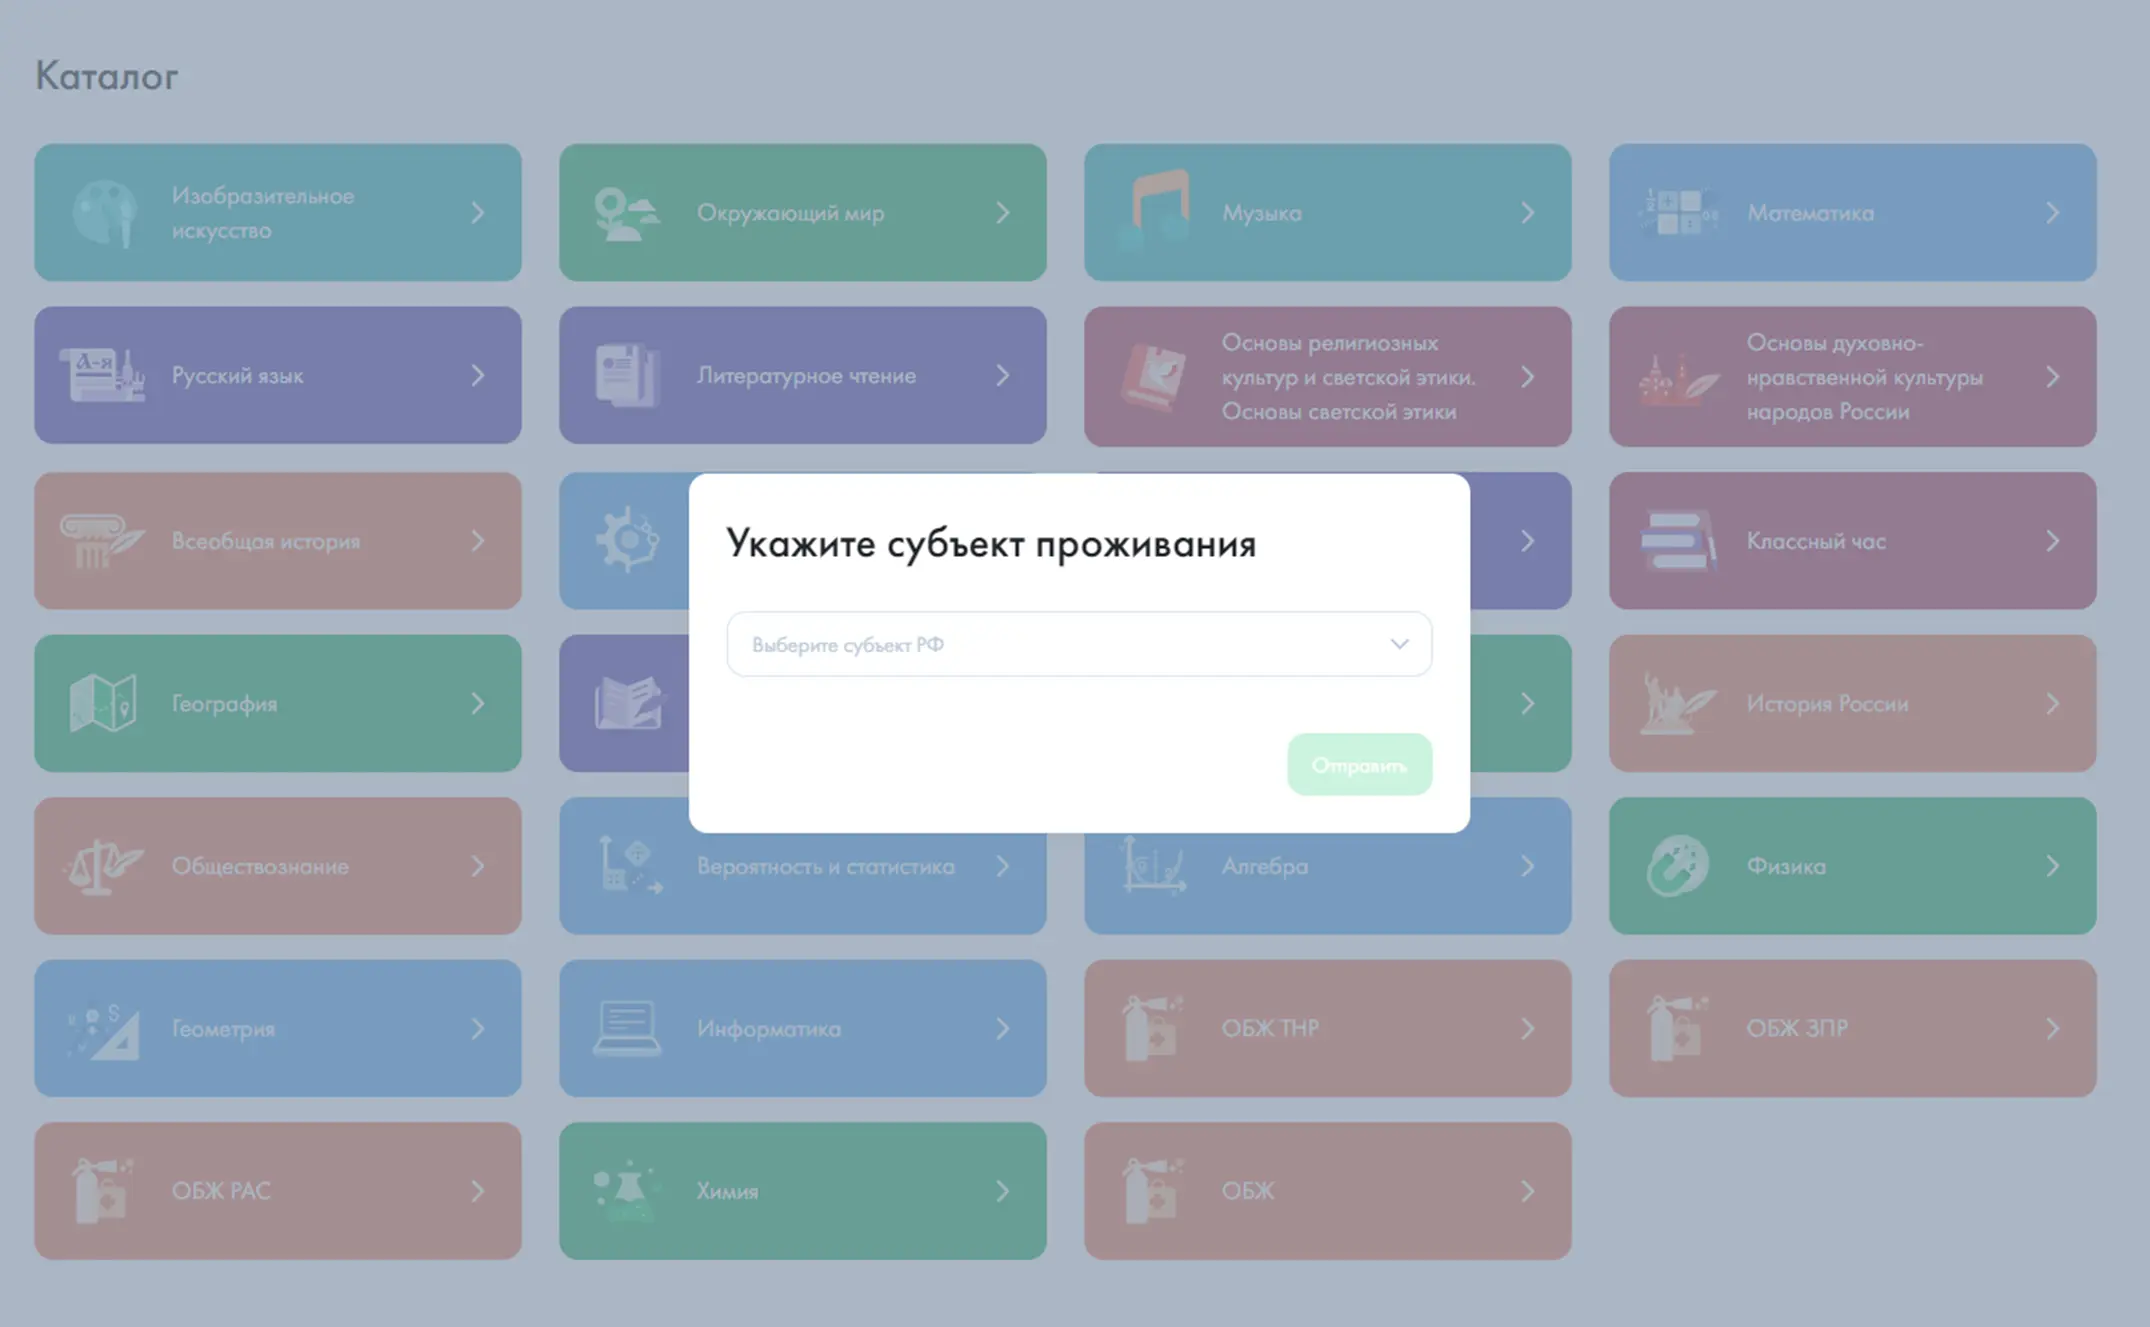 Каталог
Изобразительное
искусство
Окружающий мир
Музыка
Математика
А-Я
Русский язык
Литературное чтение
Основы религиозных
культур и светской этики.
Основы светской этики
Основы духовно-
нравственной культуры
народов России
Всеобщая история
Классный час
Укажите субъект проживания
Выберите субъект РФ
Отправить
География
История России
Обществознание
Вероятность и статистика
Алгебра
Физика
Геометрия
Информатика
ОБЖ ТНР
ОБЖ ЗПР
ОБЖ РАС
Химия
ОБЖ